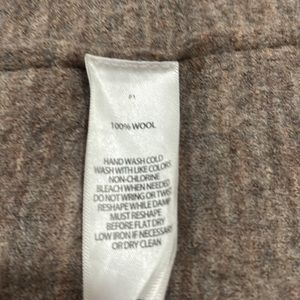 100% WOOL
HAND WASH COLD
WASH WITH LIKE COLORS
NON-CHLORINE
BLEACH WHEN NEEDED
DO NOT WRING OR TWIST
RESHAPE WHILE DAMP
MUST RESHAPE
BEFORE FLAT DRY
LOW IRON IF NECESSARY
OR DRY CLEAN